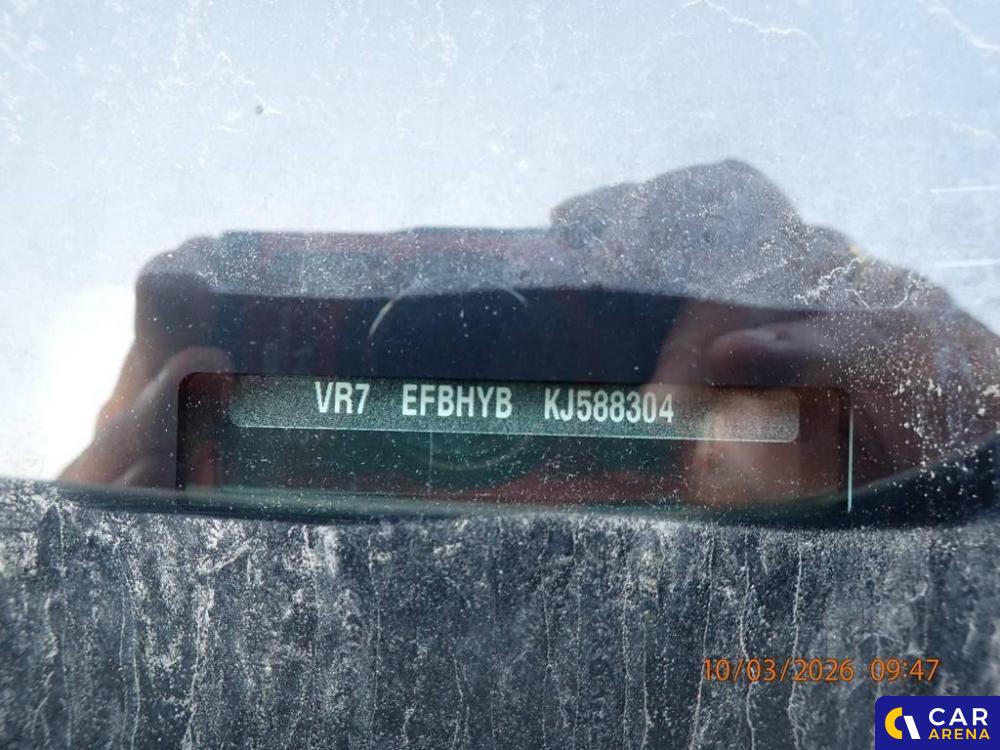 VR7 EFBHYB KJ588304
10/03/2026 09:47
CAR
ARENA